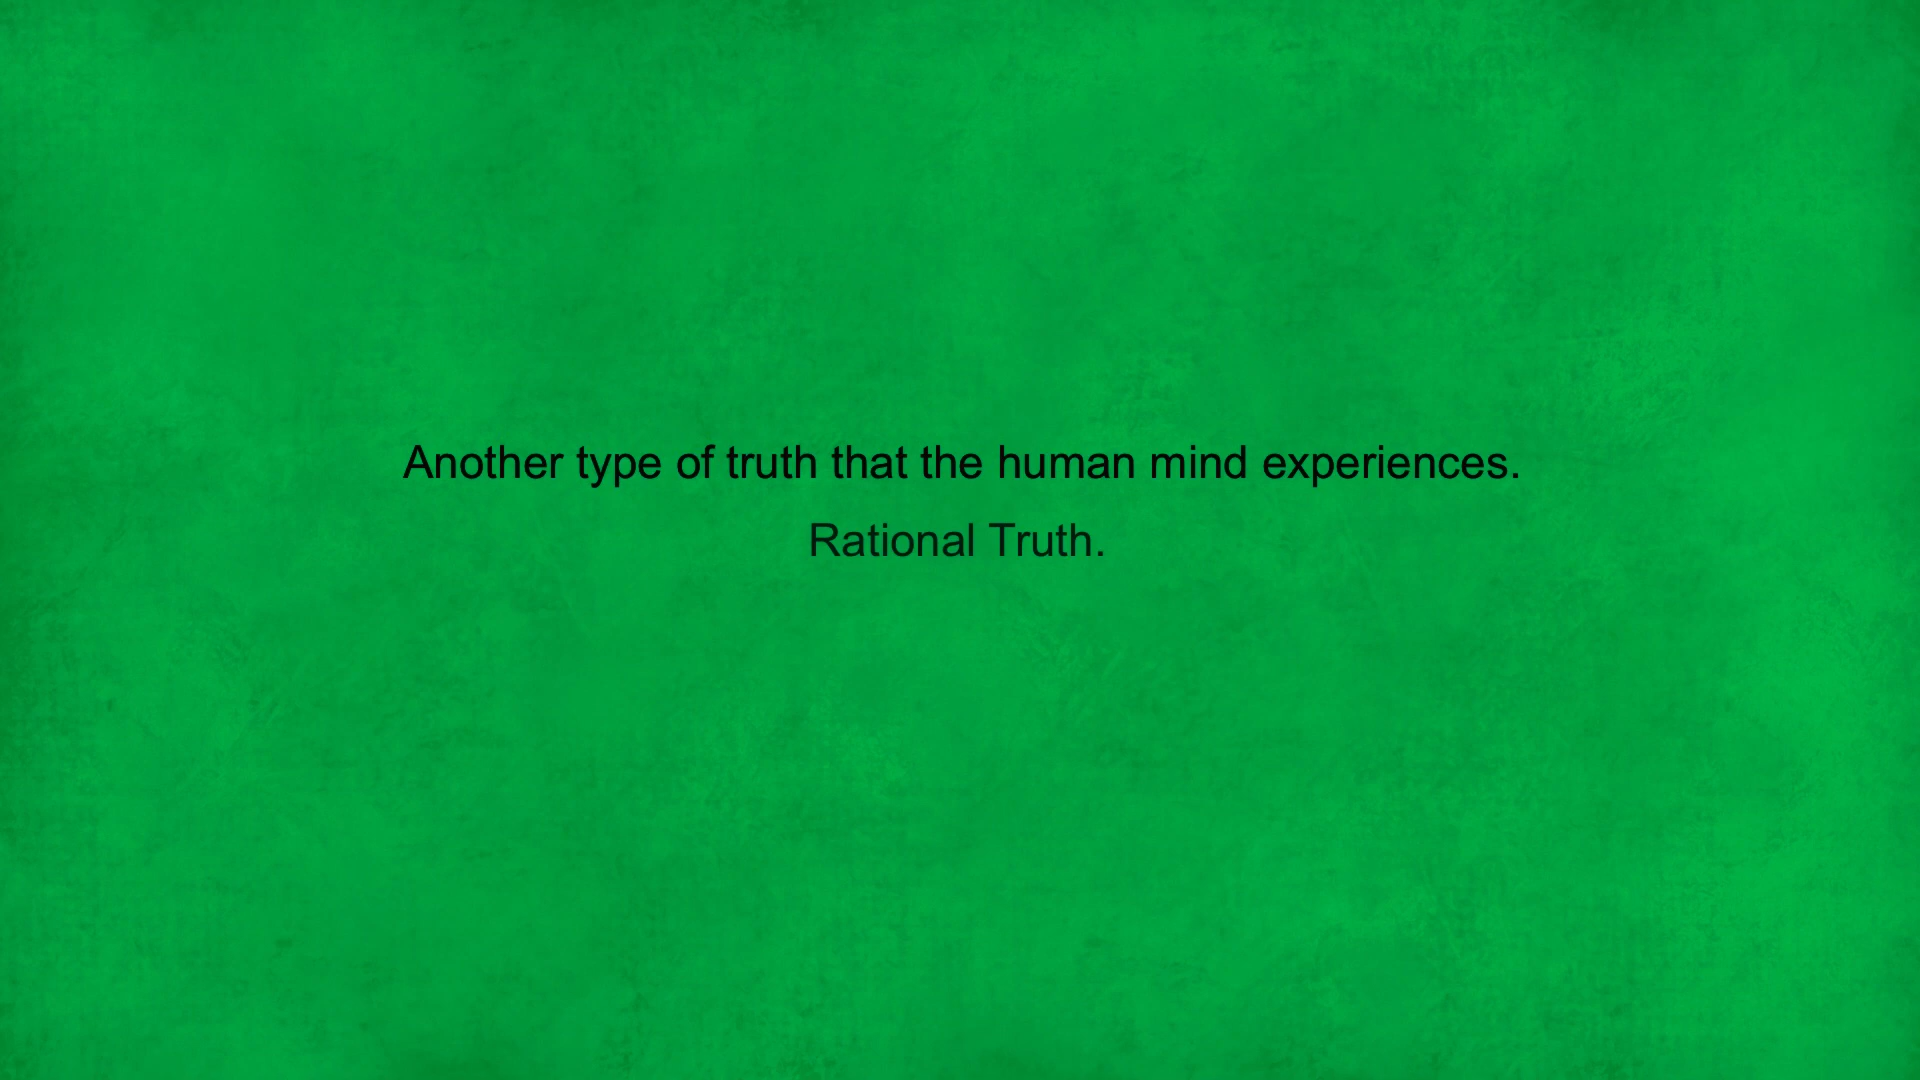 Another type of truth that the human mind experiences.
Rational Truth.